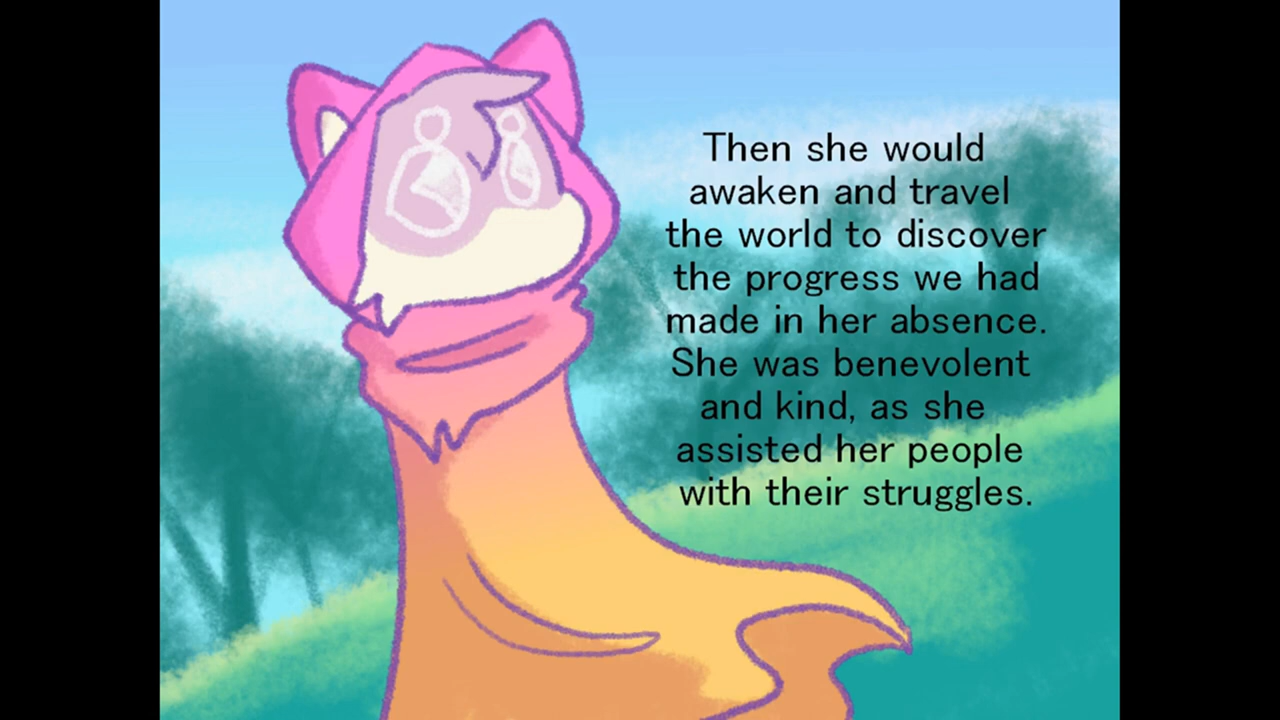 Then she would
awaken and travel
the world to discover
the progress we had
made in her absence.
She was benevolent
and kind, as she
assisted her people
with their struggles.